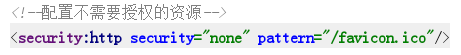 <!--配置不需要授权的资源-->
<security:http security="none" pattern="/favicon.ico"/>